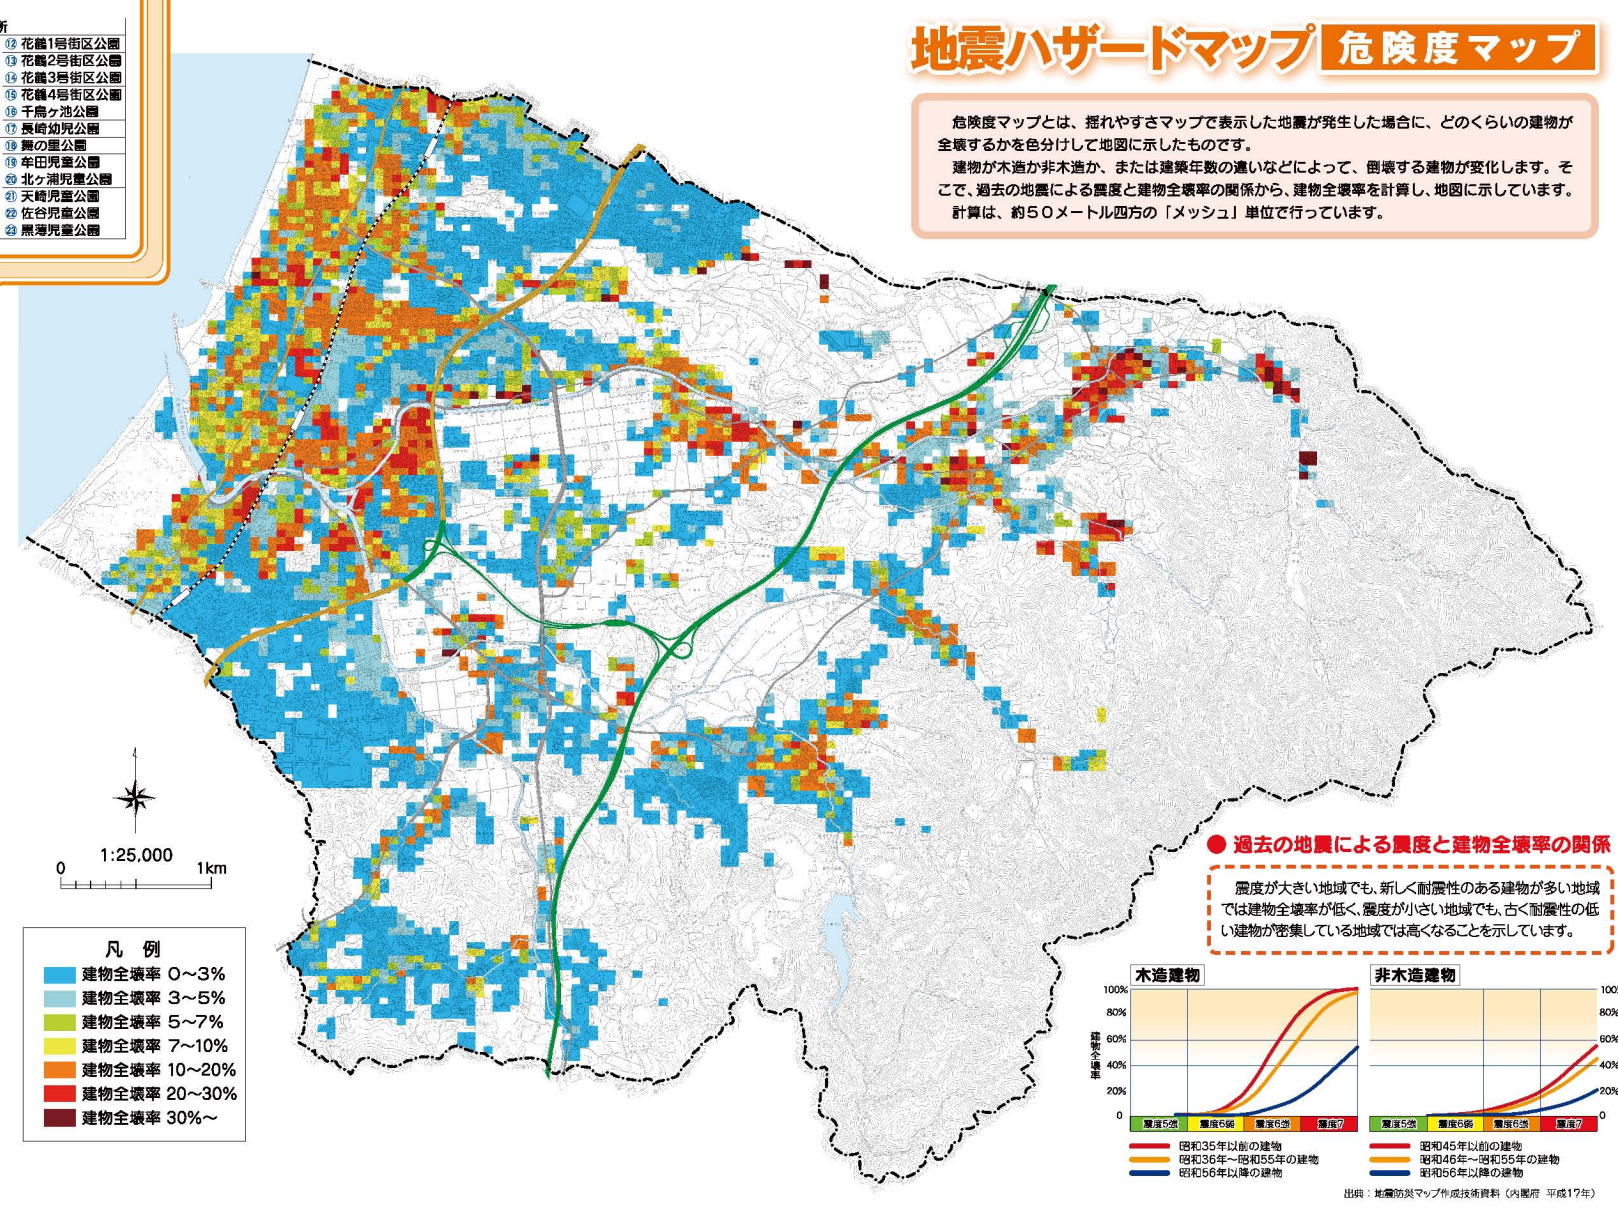 所
⑫ 花鶴1号街区公園
⑬ 花鶴2号街区公園
⑭ 花鶴3号街区公園
⑮ 花鶴4号街区公園
⑯ 千鳥ヶ池公園
⑰ 長崎幼児公園
⑱ 舞の里公園
⑲ 牟田児童公園
⑳ 北ヶ浦児童公園
㉑ 天崎児童公園
㉒ 佐谷児童公園
㉓ 黒薄児童公園
地震ハザードマップ 危険度マップ
危険度マップとは、揺れやすさマップで表示した地震が発生した場合に、どのくらいの建物が
全壊するかを色分けして地図に示したものです。
建物が木造か非木造か、または建築年数の違いなどによって、倒壊する建物が変化します。そ
こで、過去の地震による震度と建物全壊率の関係から、建物全壊率を計算し、地図に示しています。
計算は、約５０メートル四方の「メッシュ」単位で行っています。
1:25,000
0 1km
凡 例
建物全壊率 0～3%
建物全壊率 3～5%
建物全壊率 5～7%
建物全壊率 7～10%
建物全壊率 10～20%
建物全壊率 20～30%
建物全壊率 30%～
● 過去の地震による震度と建物全壊率の関係
震度が大きい地域でも、新しく耐震性のある建物が多い地域
では建物全壊率が低く、震度が小さい地域でも、古く耐震性の低
い建物が密集している地域では高くなることを示しています。
木造建物
建物全壊率
100%
80%
60%
40%
20%
0
震度5強 震度6弱 震度6強 震度7
昭和35年以前の建物
昭和36年～昭和55年の建物
昭和56年以降の建物
非木造建物
100%
80%
60%
40%
20%
0
震度5強 震度6弱 震度6強 震度7
昭和45年以前の建物
昭和46年～昭和55年の建物
昭和56年以降の建物
出典：地震防災マップ作成技術資料（内閣府 平成17年）